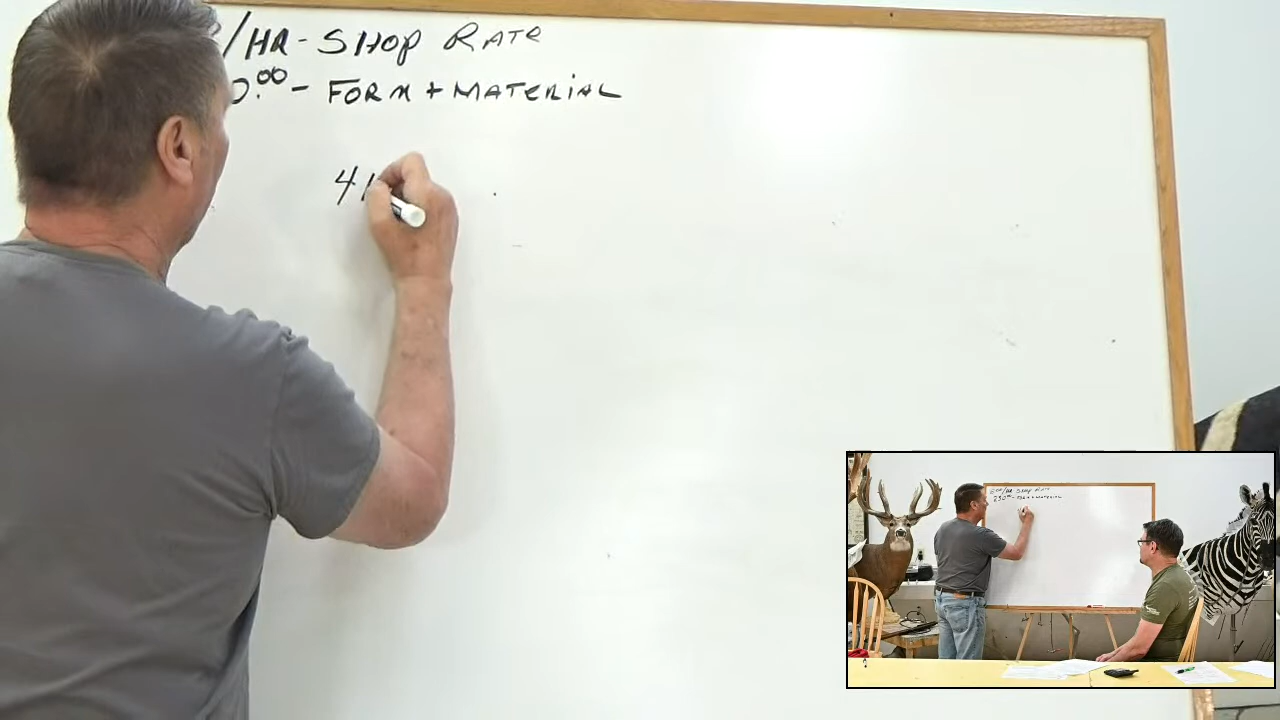 /HR - SHOP RATE
0.00 - FORM + MATERIAL
41